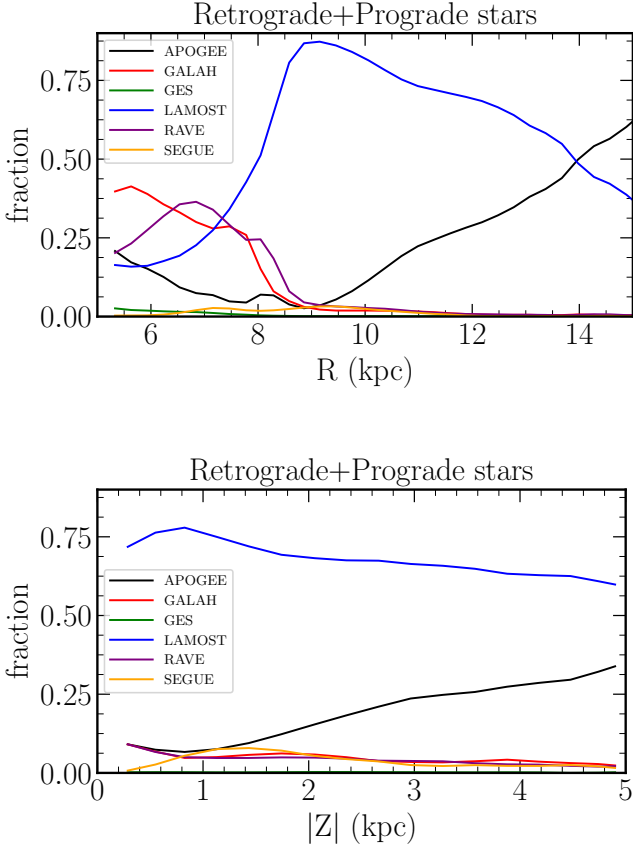 Retrograde+Prograde stars
fraction
0.75
0.50
0.25
0.00
APOGEE
GALAH
GES
LAMOST
RAVE
SEGUE
6 8 10 12 14
R (kpc)
Retrograde+Prograde stars
fraction
0.75
0.50
0.25
0.00
APOGEE
GALAH
GES
LAMOST
RAVE
SEGUE
0 1 2 3 4 5
|Z| (kpc)